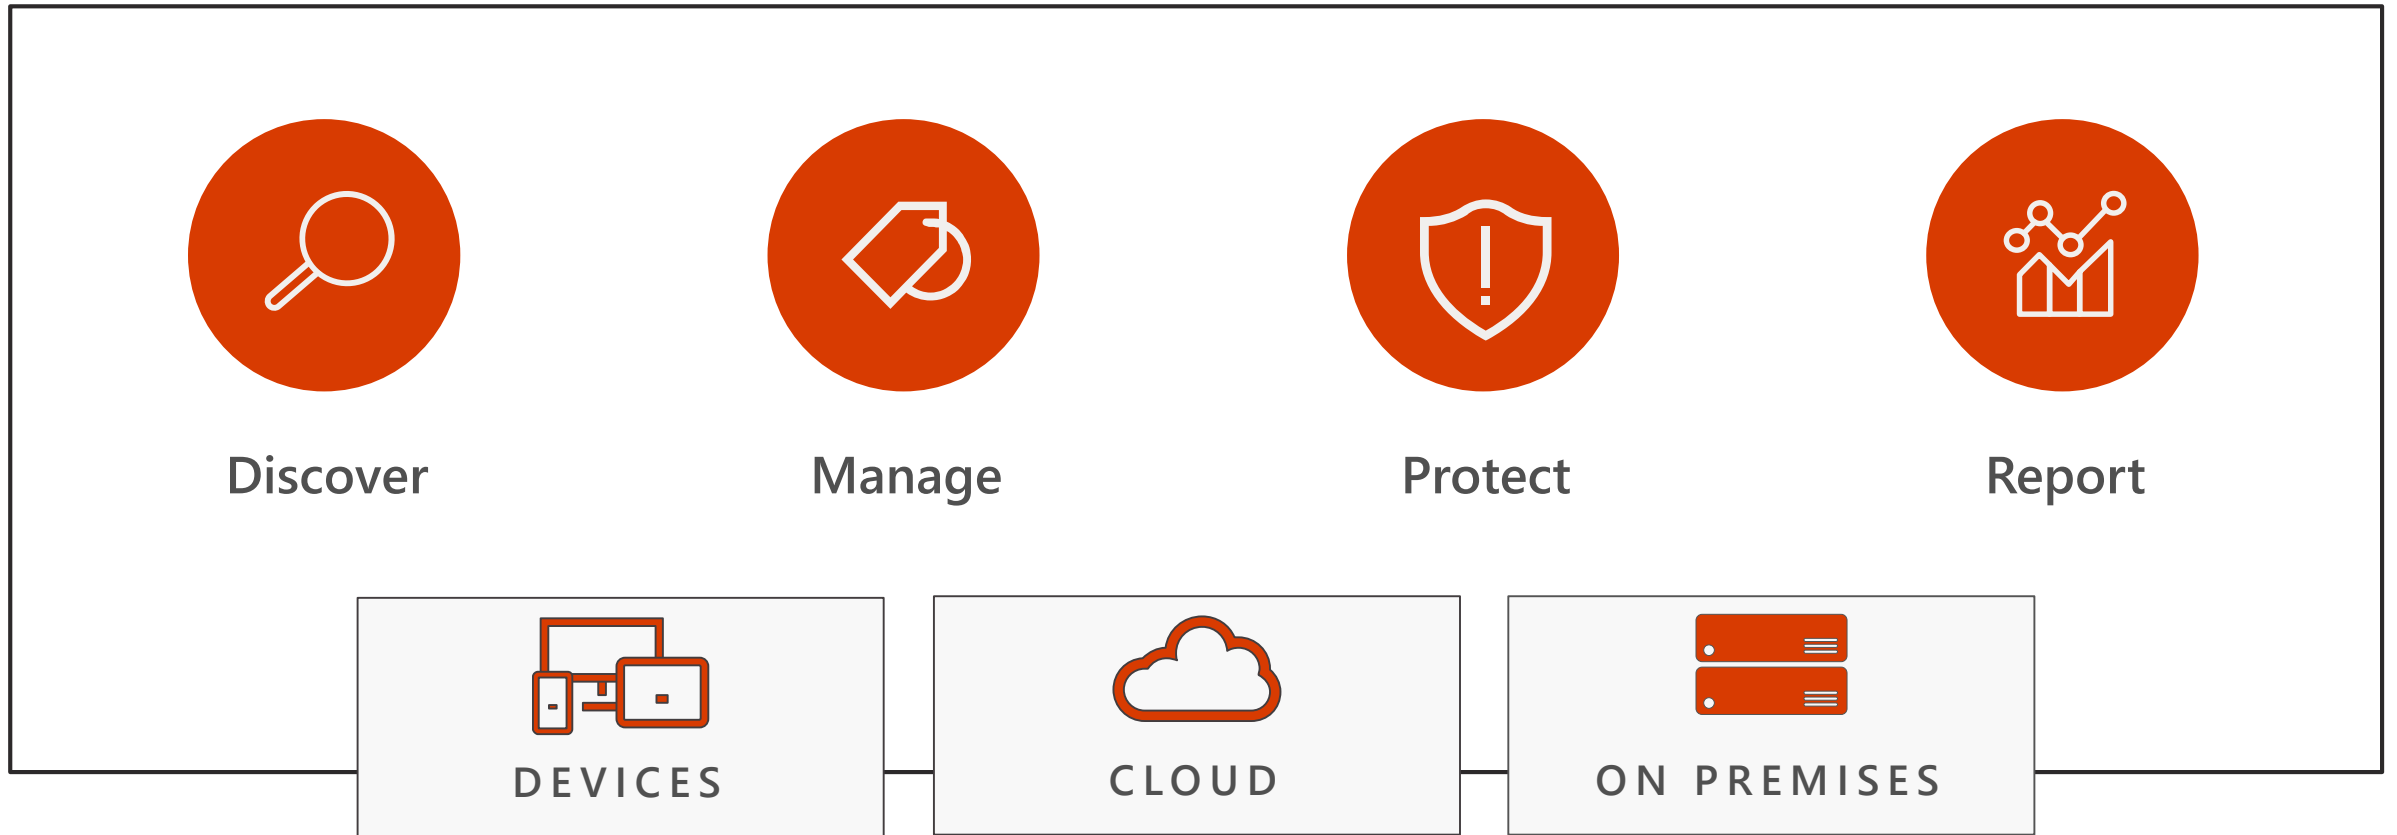 Discover
Manage
Protect
Report
DEVICES
CLOUD
ON PREMISES